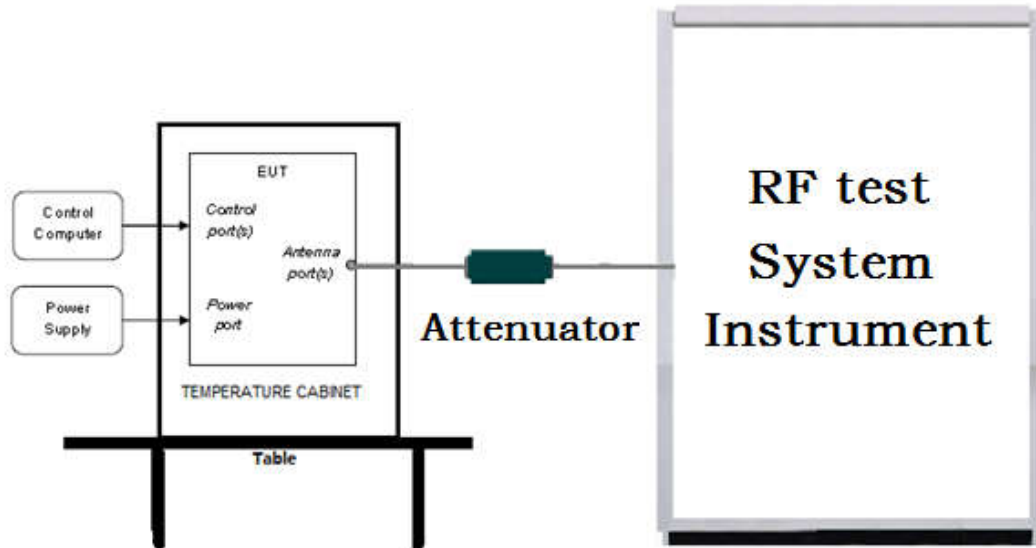 Control
Computer
Power
Supply
EUT
Control
port(s)
Antenna
port(s)
Power
port
TEMPERATURE CABINET
Table
Attenuator
RF test
System
Instrument